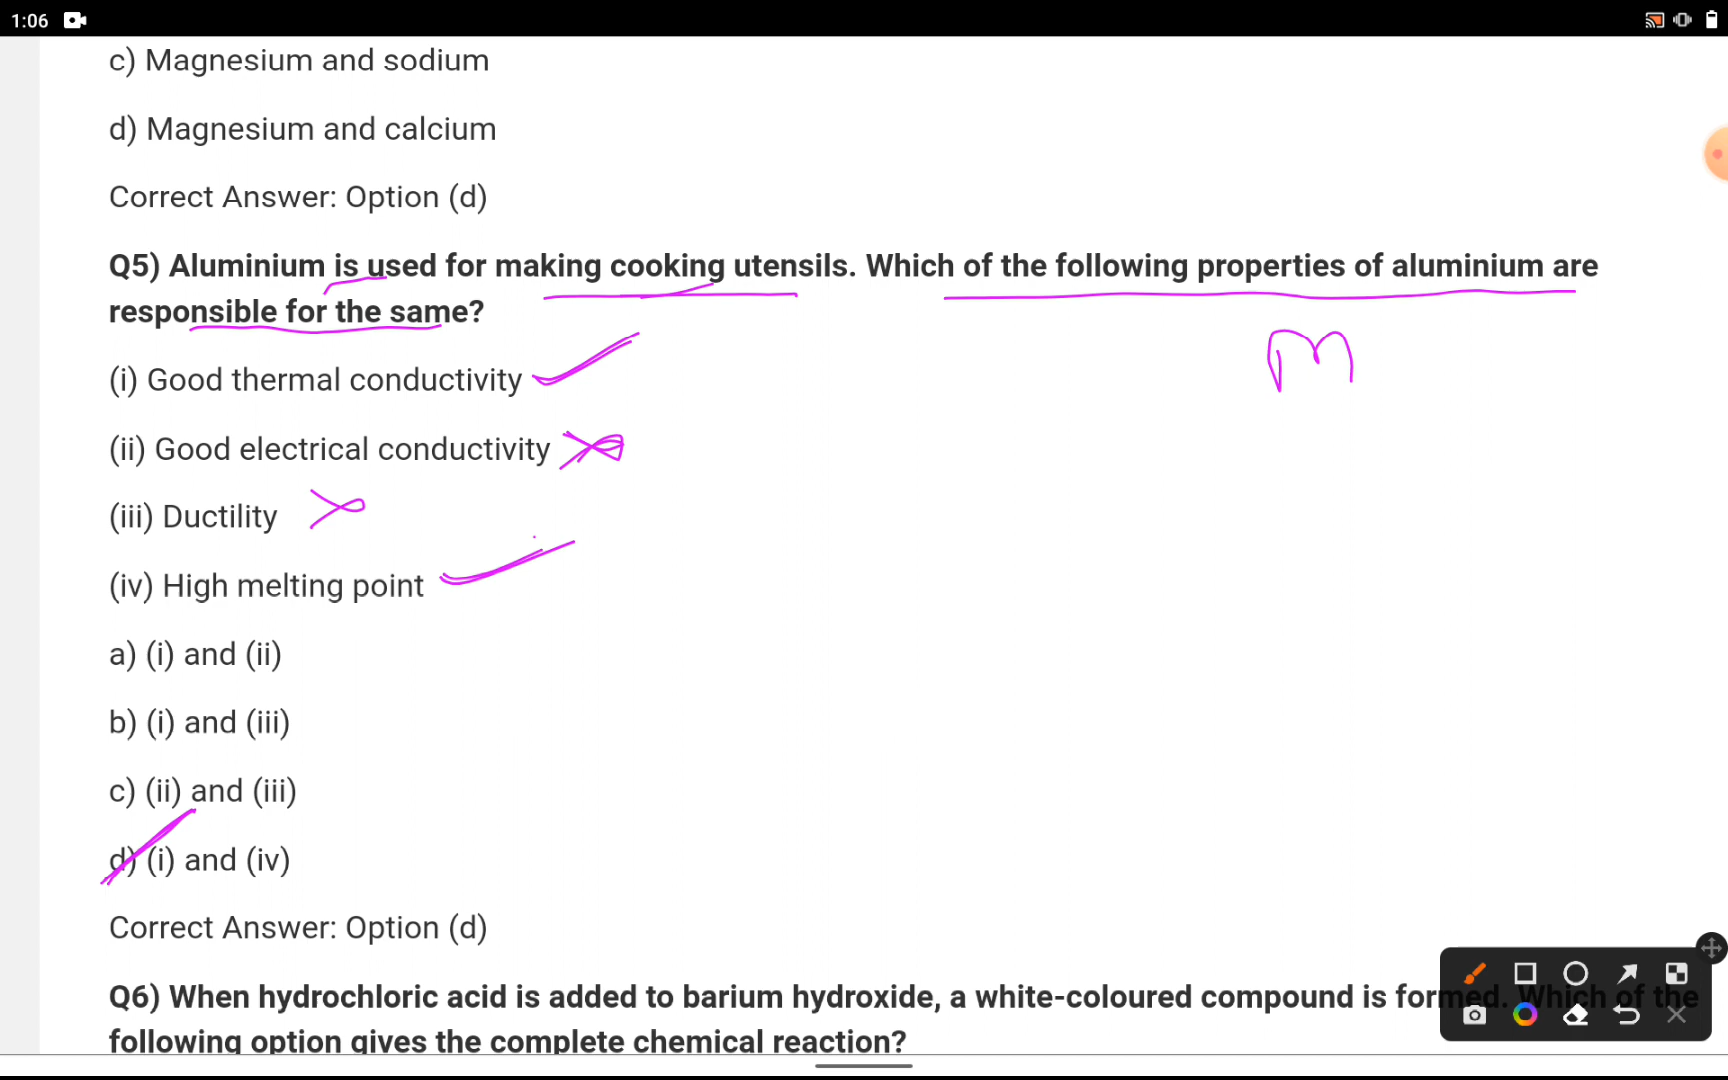 1:06
c) Magnesium and sodium
d) Magnesium and calcium
Correct Answer: Option (d)
Q5) Aluminium is used for making cooking utensils. Which of the following properties of aluminium are
responsible for the same?
m
(i) Good thermal conductivity
(ii) Good electrical conductivity
(iii) Ductility
(iv) High melting point
a) (i) and (ii)
b) (i) and (iii)
c) (ii) and (iii)
d) (i) and (iv)
Correct Answer: Option (d)
Q6) When hydrochloric acid is added to barium hydroxide, a white-coloured compound is formed. Which of the
following option gives the complete chemical reaction?